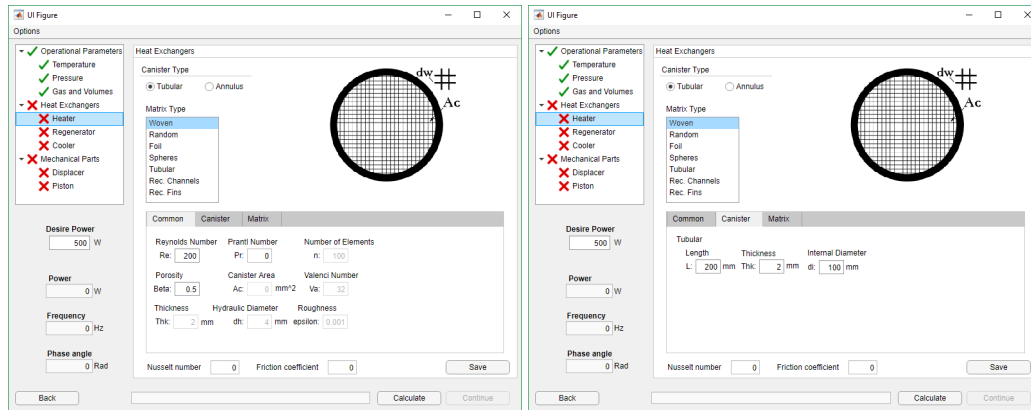 UI Figure
Options
Operational Parameters
Temperature
Pressure
Gas and Volumes
Heat Exchangers
Heater
Regenerator
Cooler
Mechanical Parts
Displacer
Piston
Desire Power
500 W
Power
0 W
Frequency
0 Hz
Phase angle
0 Rad
Back
Heat Exchangers
Canister Type
Tubular Annulus
Matrix Type
Woven
Random
Foil
Spheres
Tubular
Rec. Channels
Rec. Fins
dw
Ac
Common Canister Matrix
Reynolds Number Prantl Number Number of Elements
Re: 200 Pr: 0 n: 100
Porosity Canister Area Valenci Number
Beta: 0.5 Ac: 0 mm^2 Va: 32
Thickness Hydraulic Diameter Roughness
Thk: 2 mm dh: 4 mm epsilon: 0.001
Nusselt number 0 Friction coefficient 0 Save
Calculate Continue
UI Figure
Options
Operational Parameters
Temperature
Pressure
Gas and Volumes
Heat Exchangers
Heater
Regenerator
Cooler
Mechanical Parts
Displacer
Piston
Desire Power
500 W
Power
0 W
Frequency
0 Hz
Phase angle
0 Rad
Back
Heat Exchangers
Canister Type
Tubular Annulus
Matrix Type
Woven
Random
Foil
Spheres
Tubular
Rec. Channels
Rec. Fins
dw
Ac
Common Canister Matrix
Tubular
Length Thickness Internal Diameter
L: 200 mm Thk: 2 mm di: 100 mm
Nusselt number 0 Friction coefficient 0 Save
Calculate Continue